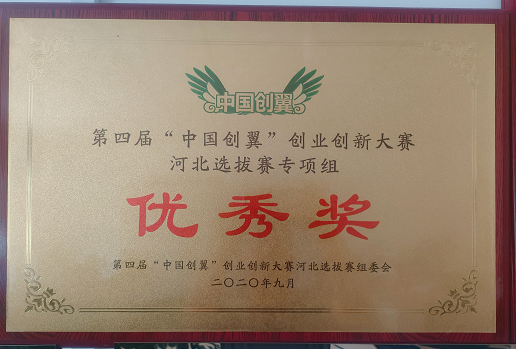 中国创翼
第四届“中国创翼”创业创新大赛
河北选拔赛专项组
优秀奖
第四届“中国创翼”创业创新大赛河北选拔赛组委会
二〇二〇年九月